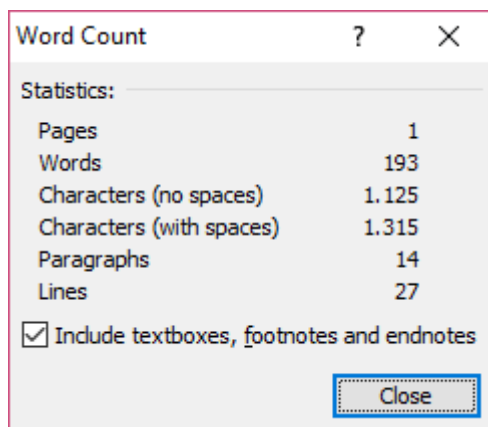 Word Count ? X
Statistics:
Pages 1
Words 193
Characters (no spaces) 1.125
Characters (with spaces) 1.315
Paragraphs 14
Lines 27
Include textboxes, footnotes and endnotes
Close